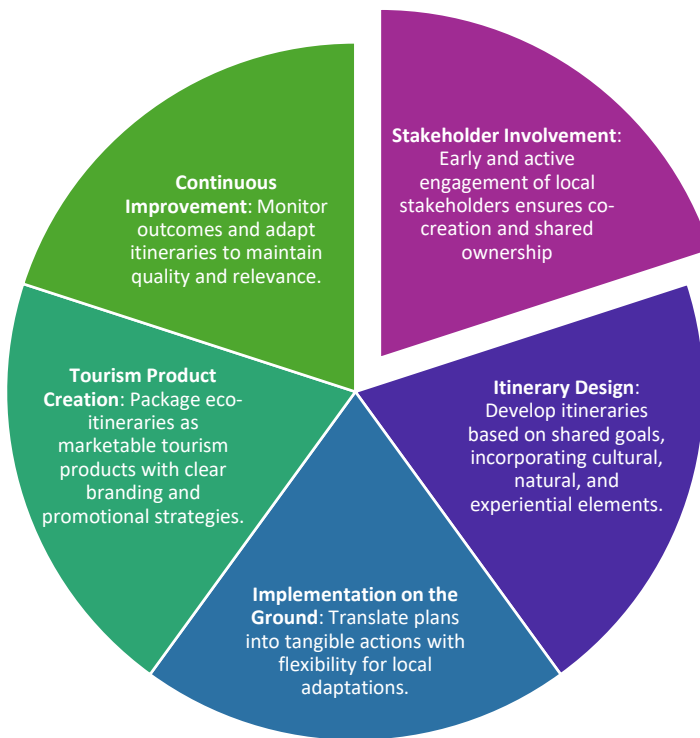 Stakeholder Involvement:
Early and active
engagement of local
stakeholders ensures co-
creation and shared
ownership
Itinerary Design:
Develop itineraries
based on shared goals,
incorporating cultural,
natural, and
experiential elements.
Implementation on the
Ground: Translate plans
into tangible actions with
flexibility for local
adaptations.
Tourism Product
Creation: Package eco-
itineraries as
marketable tourism
products with clear
branding and
promotional strategies.
Continuous
Improvement: Monitor
outcomes and adapt
itineraries to maintain
quality and relevance.